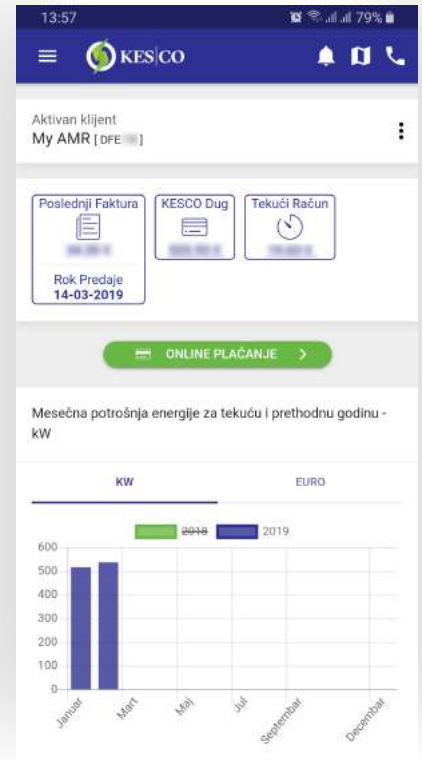 13:57
79%
KES|CO
Aktivan klijent
My AMR [ DFE ]
Poslednji Faktura
KESCO Dug
Tekući Račun
Rok Predaje
14-03-2019
ONLINE PLAĆANJE
Mesečna potrošnja energije za tekuću i prethodnu godinu -
kW
KW
EURO
2018
2019
600
500
400
300
200
100
0
Januar
Mart
Maj
Jul
Septembar
Decembar